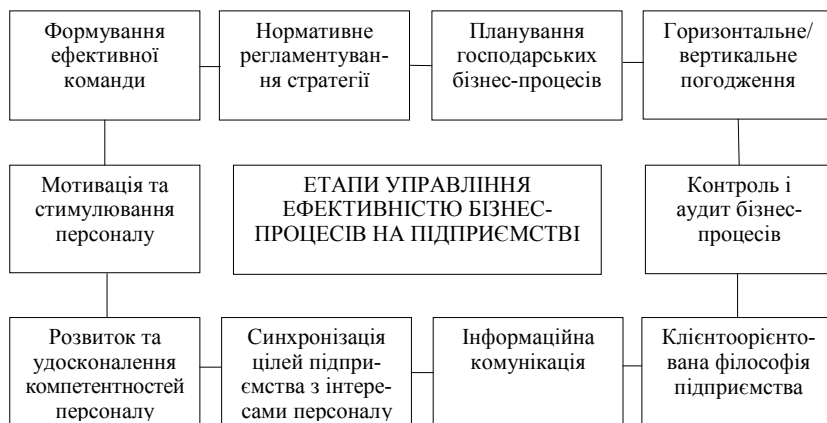 Формування
ефективної
команди
Нормативне
регламентуван-
ня стратегії
Планування
господарських
бізнес-процесів
Горизонтальне/
вертикальне
погодження
Мотивація та
стимулювання
персоналу
ЕТАПИ УПРАВЛІННЯ
ЕФЕКТИВНІСТЮ БІЗНЕС-
ПРОЦЕСІВ НА ПІДПРИЄМСТВІ
Контроль і
аудит бізнес-
процесів
Розвиток та
удосконалення
компетентностей
персоналу
Синхронізація
цілей підпри-
ємства з інтере-
сами персоналу
Інформаційна
комунікація
Клієнтоорієнто-
вана філософія
підприємства